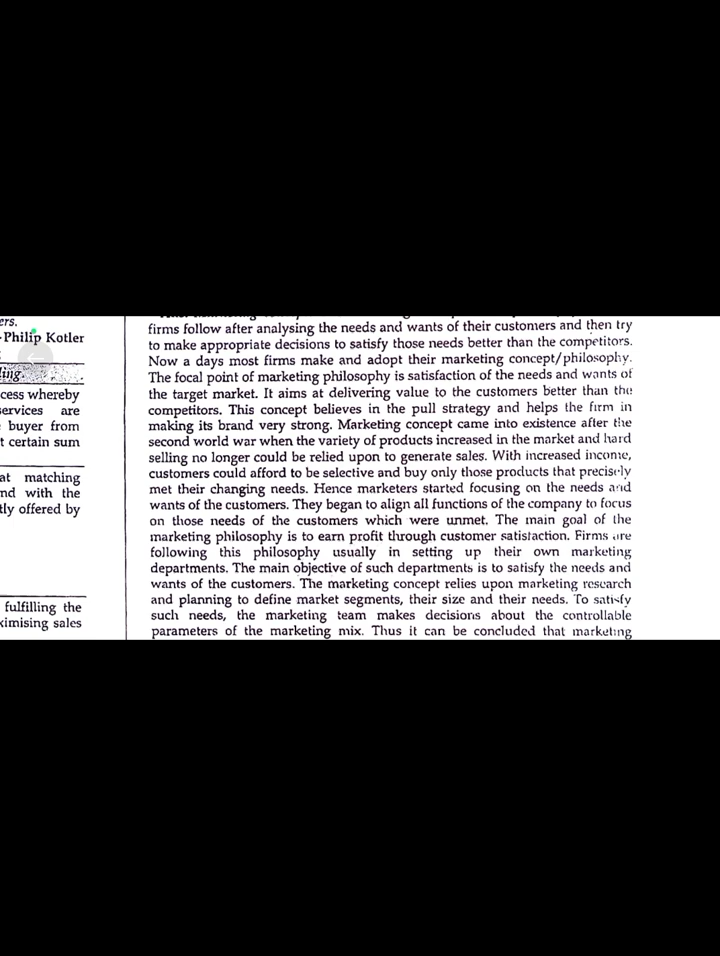 ers.
-Philip Kotler
ling.
cess whereby
ervices are
buyer from
t certain sum
at matching
nd with the
tly offered by
fulfilling the
ximising sales
firms follow after analysing the needs and wants of their customers and then try
to make appropriate decisions to satisfy those needs better than the competitors.
Now a days most firms make and adopt their marketing concept/philosophy.
The focal point of marketing philosophy is satisfaction of the needs and wants of
the target market. It aims at delivering value to the customers better than the
competitors. This concept believes in the pull strategy and helps the firm in
making its brand very strong. Marketing concept came into existence after the
second world war when the variety of products increased in the market and hard
selling no longer could be relied upon to generate sales. With increased income,
customers could afford to be selective and buy only those products that precisely
met their changing needs. Hence marketers started focusing on the needs and
wants of the customers. They began to align all functions of the company to focus
on those needs of the customers which were unmet. The main goal of the
marketing philosophy is to earn profit through customer satisfaction. Firms are
following this philosophy usually in setting up their own marketing
departments. The main objective of such departments is to satisfy the needs and
wants of the customers. The marketing concept relies upon marketing research
and planning to define market segments, their size and their needs. To satisfy
such needs, the marketing team makes decisions about the controllable
parameters of the marketing mix. Thus it can be concluded that marketing